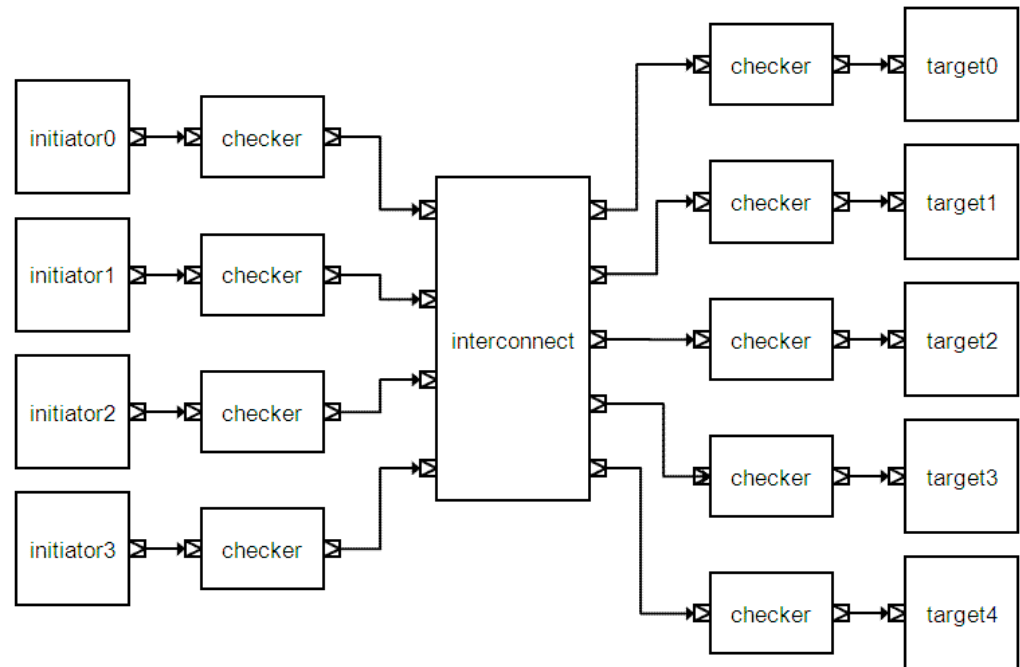 initiator0
checker
initiator1
checker
initiator2
checker
initiator3
checker
interconnect
checker
target0
checker
target1
checker
target2
checker
target3
checker
target4